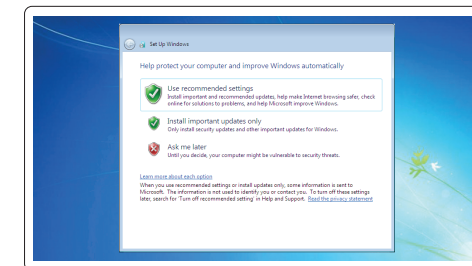 Set Up Windows
Help protect your computer and improve Windows automatically
Use recommended settings
Install important and recommended updates, help make Internet browsing safer, check
online for solutions to problems, and help Microsoft improve Windows.
Install important updates only
Only install security updates and other important updates for Windows.
Ask me later
Until you decide, your computer might be vulnerable to security threats.
Learn more about each option
When you use recommended settings or install updates only, some information is sent to
Microsoft. The information is not used to identify you or contact you. To turn off these settings
later, search for 'Turn off recommended setting' in Help and Support. Read the privacy statement